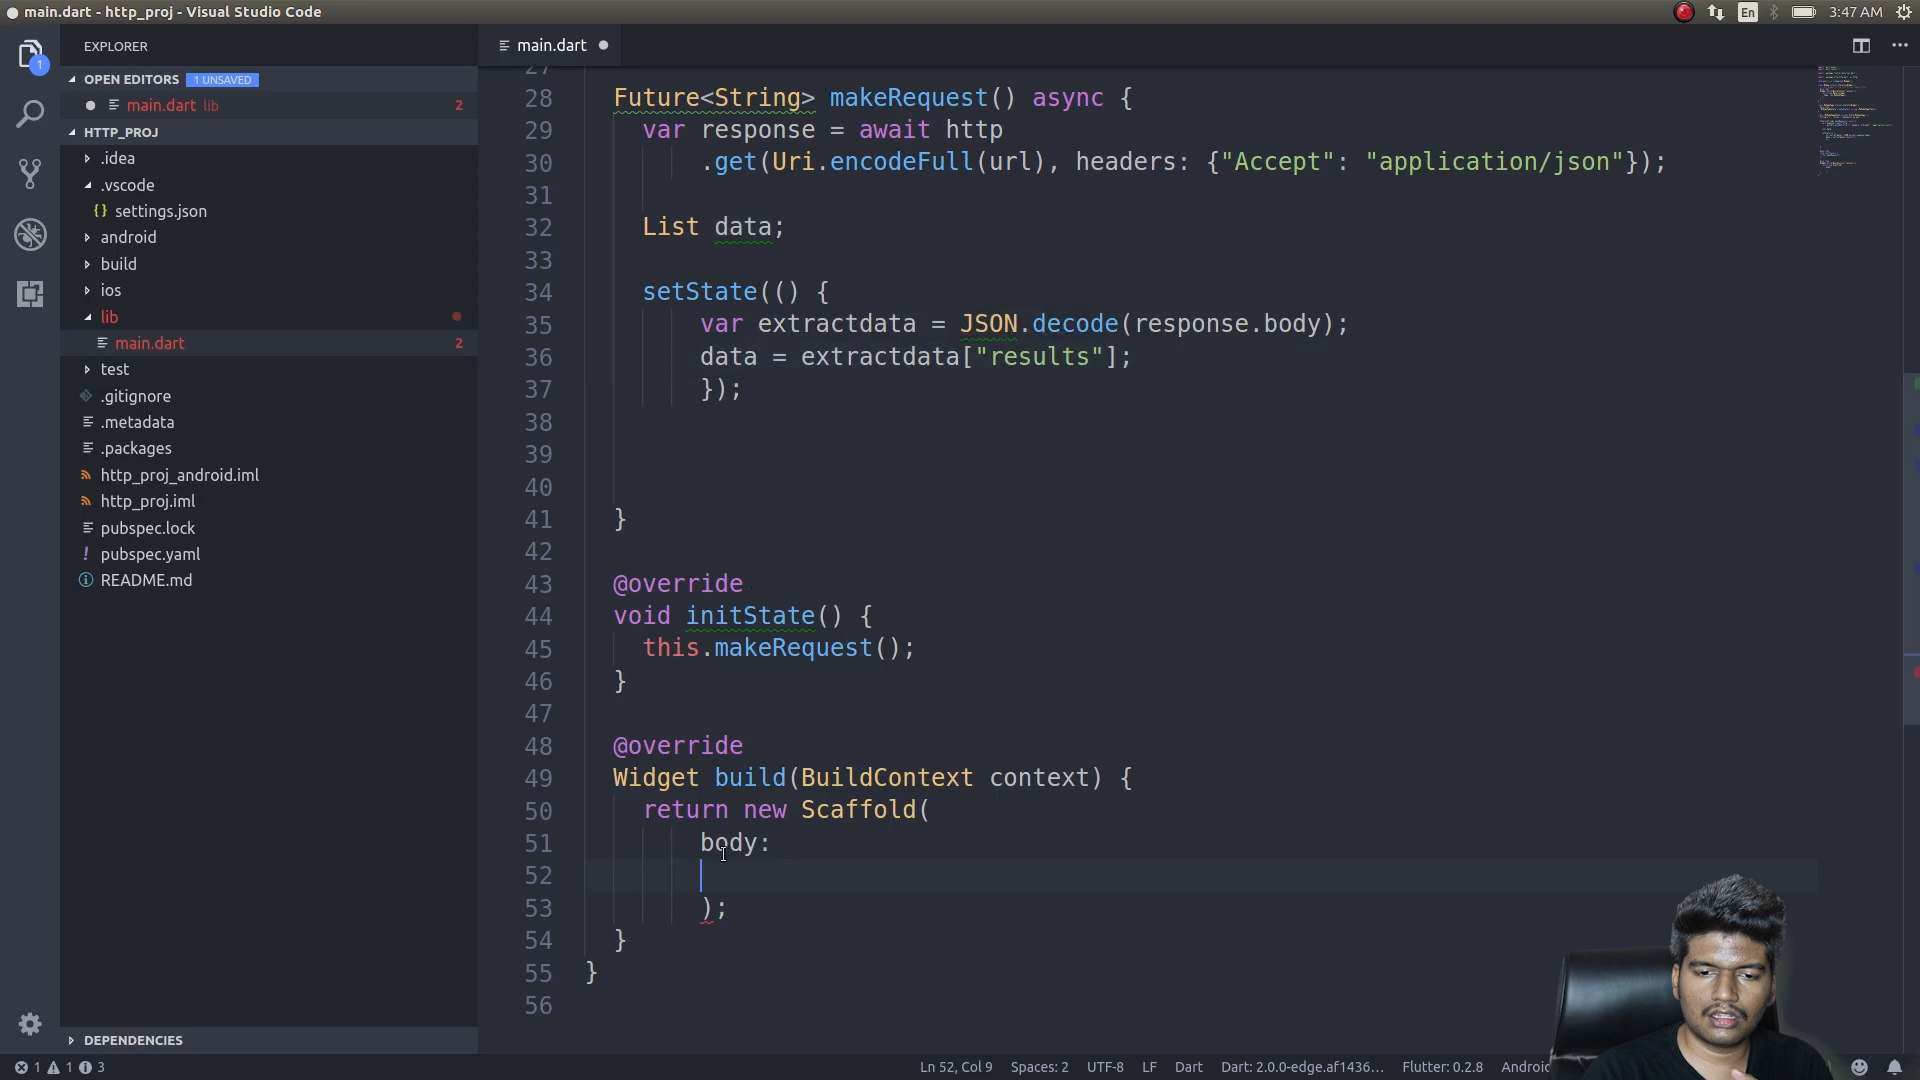 main.dart - http_proj - Visual Studio Code
En
3:47 AM
1
EXPLORER
OPEN EDITORS 1 UNSAVED
main.dart lib 2
HTTP_PROJ
.idea
.vscode
{} settings.json
android
build
ios
lib
main.dart 2
test
.gitignore
.metadata
.packages
http_proj_android.iml
http_proj.iml
pubspec.lock
! pubspec.yaml
README.md
DEPENDENCIES
main.dart
27
28 Future<String> makeRequest() async {
29 var response = await http
30 .get(Uri.encodeFull(url), headers: {"Accept": "application/json"});
31
32 List data;
33
34 setState(() {
35 var extractdata = JSON.decode(response.body);
36 data = extractdata["results"];
37 });
38
39
40
41 }
42
43 @override
44 void initState() {
45 this.makeRequest();
46 }
47
48 @override
49 Widget build(BuildContext context) {
50 return new Scaffold(
51 body:
52
53 );
54 }
55 }
56
1 1 3
Ln 52, Col 9 Spaces: 2 UTF-8 LF Dart Dart: 2.0.0-edge.af1436... Flutter: 0.2.8